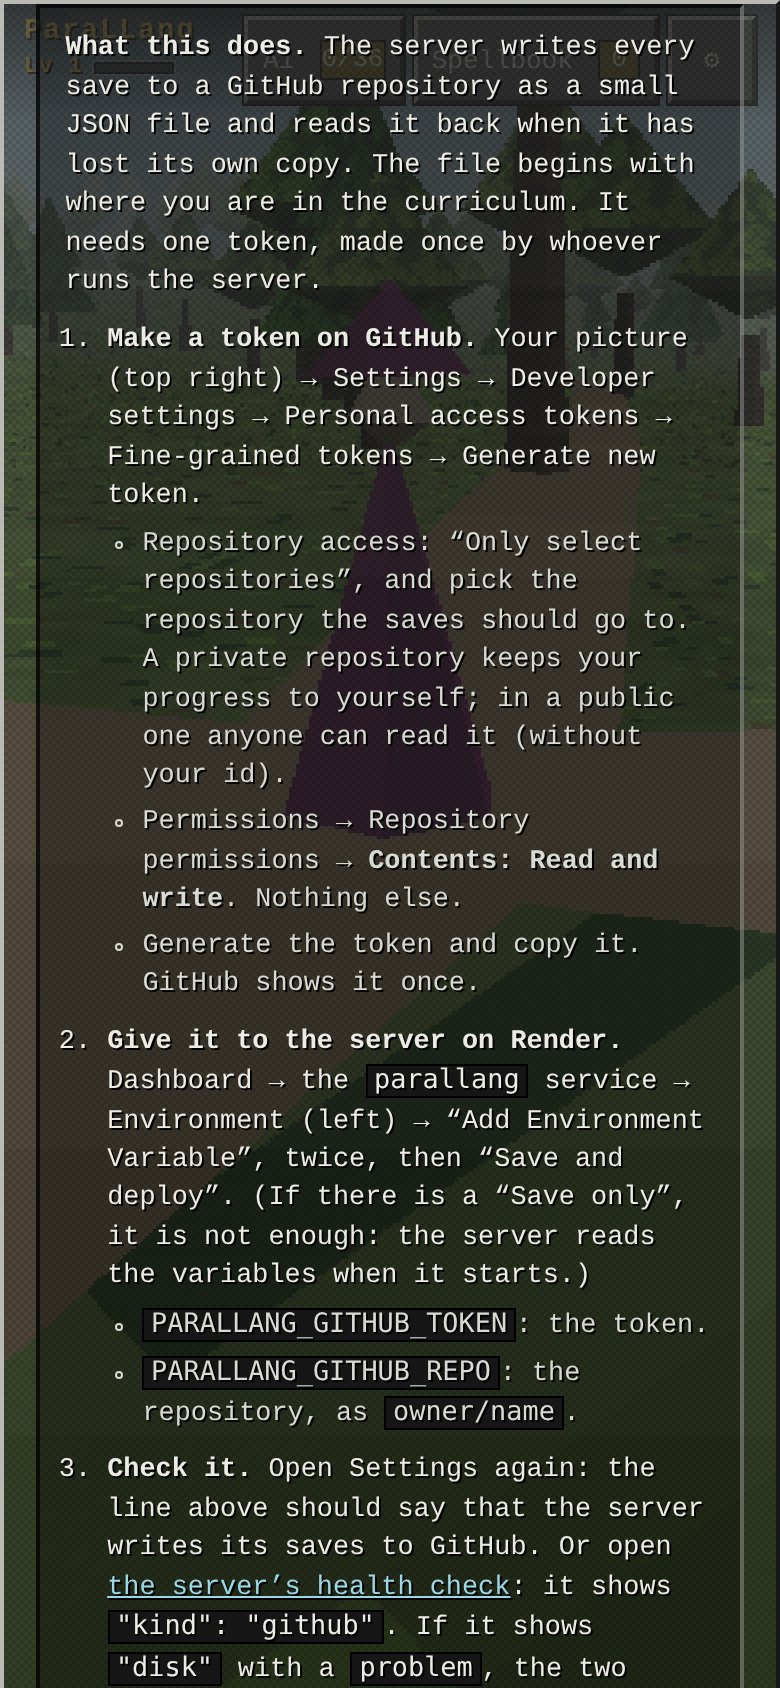 ParaLLang
Lv 1
A1 0/36
Spellbook 0
What this does. The server writes every
save to a GitHub repository as a small
JSON file and reads it back when it has
lost its own copy. The file begins with
where you are in the curriculum. It
needs one token, made once by whoever
runs the server.
1. Make a token on GitHub. Your picture
(top right) → Settings → Developer
settings → Personal access tokens →
Fine-grained tokens → Generate new
token.
Repository access: “Only select
repositories”, and pick the
repository the saves should go to.
A private repository keeps your
progress to yourself; in a public
one anyone can read it (without
your id).
Permissions → Repository
permissions → Contents: Read and
write. Nothing else.
Generate the token and copy it.
GitHub shows it once.
2. Give it to the server on Render.
Dashboard → the parallang service →
Environment (left) → “Add Environment
Variable”, twice, then “Save and
deploy”. (If there is a “Save only”,
it is not enough: the server reads
the variables when it starts.)
PARALLANG_GITHUB_TOKEN: the token.
PARALLANG_GITHUB_REPO: the
repository, as owner/name.
3. Check it. Open Settings again: the
line above should say that the server
writes its saves to GitHub. Or open
the server’s health check: it shows
"kind": "github". If it shows
"disk" with a problem, the two